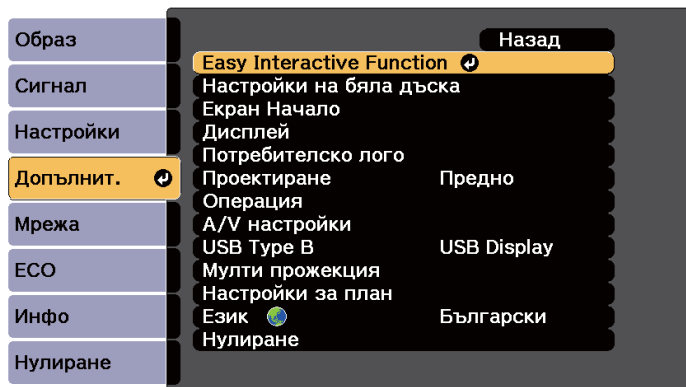 Образ
Сигнал
Настройки
Допълнит.
Мрежа
ECO
Инфо
Нулиране
Назад
Easy Interactive Function
Настройки на бяла дъска
Екран Начало
Дисплей
Потребителско лого
Проектиране Предно
Операция
A/V настройки
USB Type B USB Display
Мулти прожекция
Настройки за план
Език Български
Нулиране